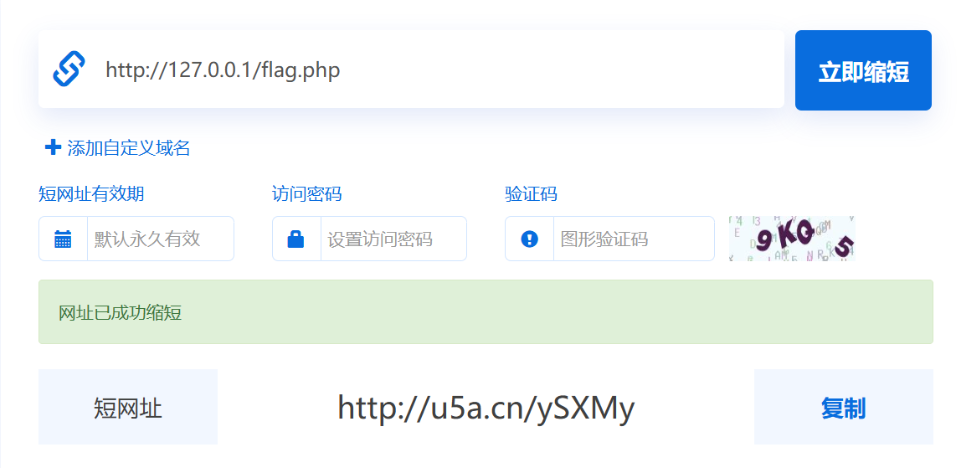 http://127.0.0.1/flag.php
立即缩短
添加自定义域名
短网址有效期 访问密码 验证码
默认永久有效 设置访问密码 图形验证码 9KQ5
网址已成功缩短
短网址 http://u5a.cn/ySXMy 复制